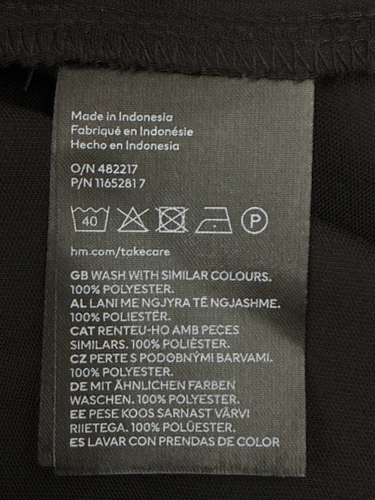 Made in Indonesia
Fabriqué en Indonésie
Hecho en Indonesia
O/N 482217
P/N 1165281 7
40
P
hm.com/takecare
GB WASH WITH SIMILAR COLOURS.
100% POLYESTER.
AL LANI ME NGJYRA TË NGJASHME.
100% POLIESTËR.
CAT RENTEU-HO AMB PECES
SIMILARS. 100% POLIÈSTER.
CZ PERTE S PODOBNÝMI BARVAMI.
100% POLYESTER.
DE MIT ÄHNLICHEN FARBEN
WASCHEN. 100% POLYESTER.
EE PESE KOOS SARNAST VÄRVI
RIIETEGA. 100% POLÜESTER.
ES LAVAR CON PRENDAS DE COLOR